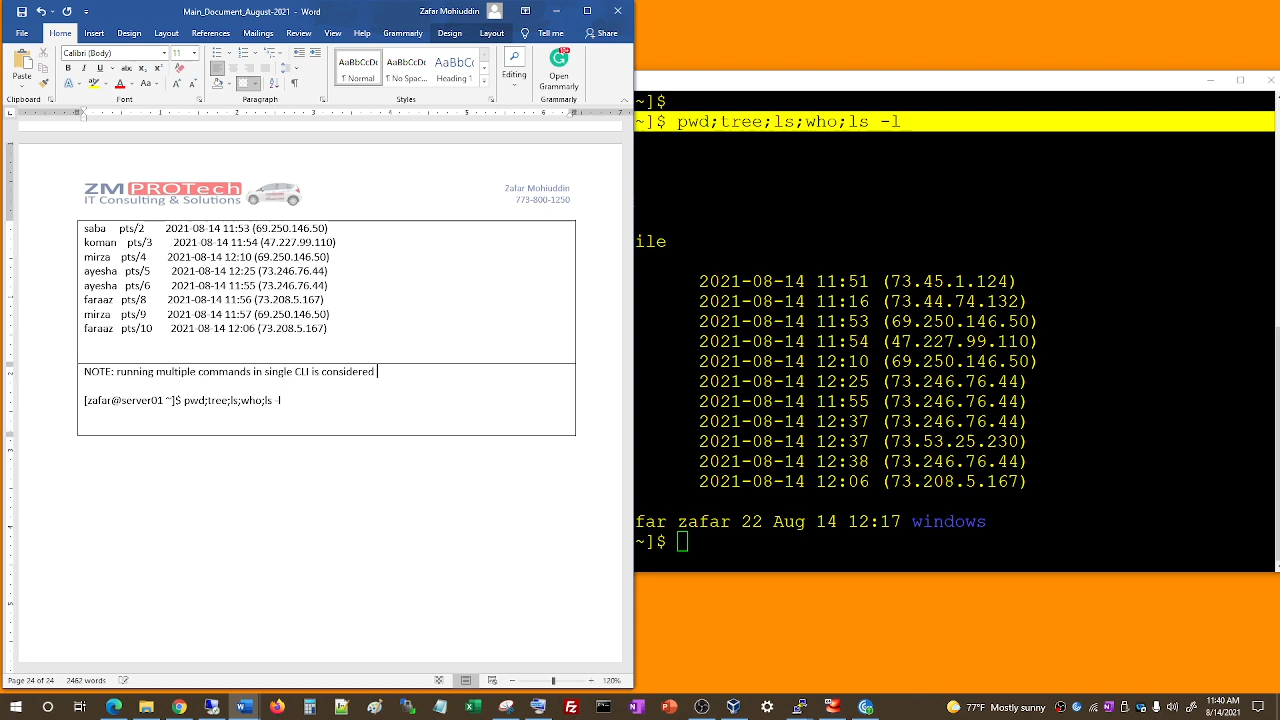 Main_Document_August-2021 - Word
Zafar Mohiuddin
File Home Insert Draw Design Layout References Mailings Review View Help Grammarly Design Layout Tell me Share
Calibri (Body) 11
Paste
B I U abc x₂ x²
AaBbCcDc AaBbCcDc AaBbC
¶ Normal ¶ No Spac... Heading 1
Editing
Open
Grammarly
Clipboard Font Paragraph Styles Grammarly
ZMPROTech
IT Consulting & Solutions
Zafar Mohiuddin
773-800-1250
saba pts/2 2021-08-14 11:53 (69.250.146.50)
koman pts/3 2021-08-14 11:54 (47.227.99.110)
mirza pts/4 2021-08-14 12:10 (69.250.146.50)
ayesha pts/5 2021-08-14 12:25 (73.246.76.44)
ayesha pts/6 2021-08-14 11:55 (73.246.76.44)
faraaz pts/8 2021-08-14 11:56 (73.208.5.167)
mirza pts/9 2021-08-14 11:57 (69.250.146.50)
faraaz pts/10 2021-08-14 12:06 (73.208.5.167)
NOTE: running multiple commands in single CLI is considered
[zafar@server01 ~]$ pwd;tree;ls;who;ls -l
Page 24 of 24 2462 words
120%
~]$
~]$ pwd;tree;ls;who;ls -l
ile
2021-08-14 11:51 (73.45.1.124)
2021-08-14 11:16 (73.44.74.132)
2021-08-14 11:53 (69.250.146.50)
2021-08-14 11:54 (47.227.99.110)
2021-08-14 12:10 (69.250.146.50)
2021-08-14 12:25 (73.246.76.44)
2021-08-14 11:55 (73.246.76.44)
2021-08-14 12:37 (73.246.76.44)
2021-08-14 12:37 (73.53.25.230)
2021-08-14 12:38 (73.246.76.44)
2021-08-14 12:06 (73.208.5.167)
far zafar 22 Aug 14 12:17 windows
~]$
77°F Mostly sunny
11:40 AM
8/14/2021